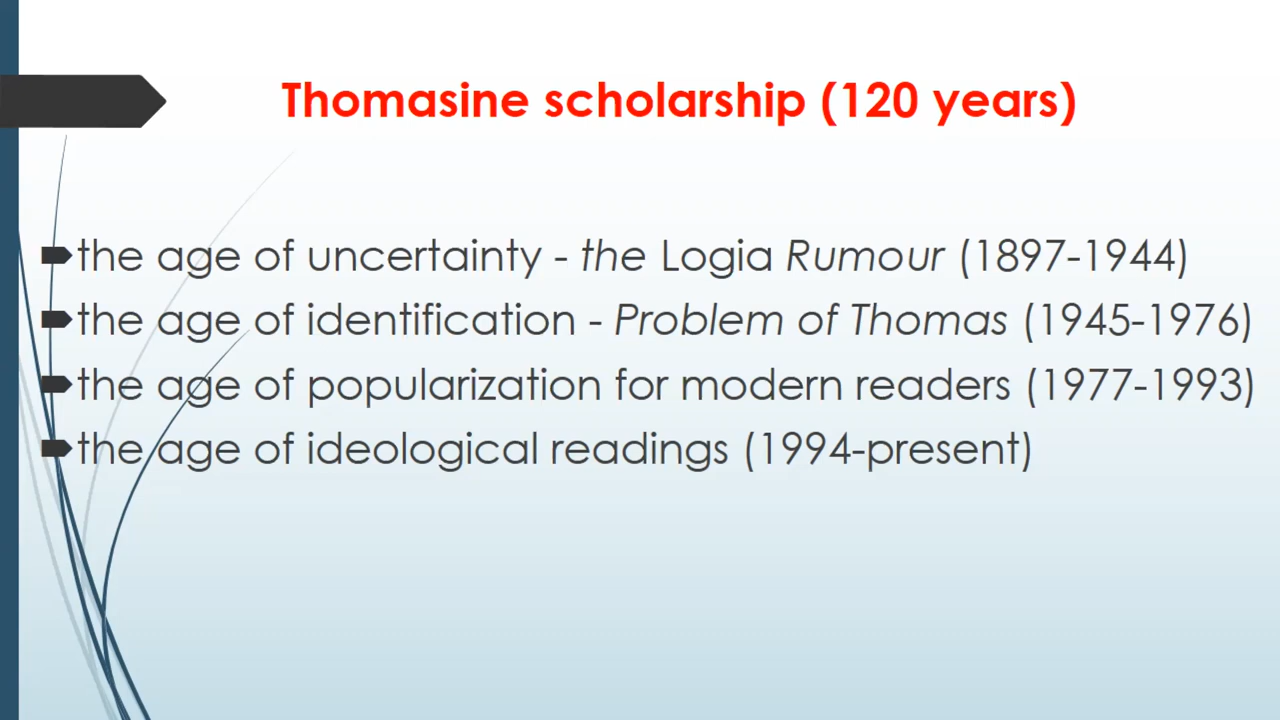 Thomasine scholarship (120 years)
the age of uncertainty - the Logia Rumour (1897-1944)
the age of identification - Problem of Thomas (1945-1976)
the age of popularization for modern readers (1977-1993)
the age of ideological readings (1994-present)